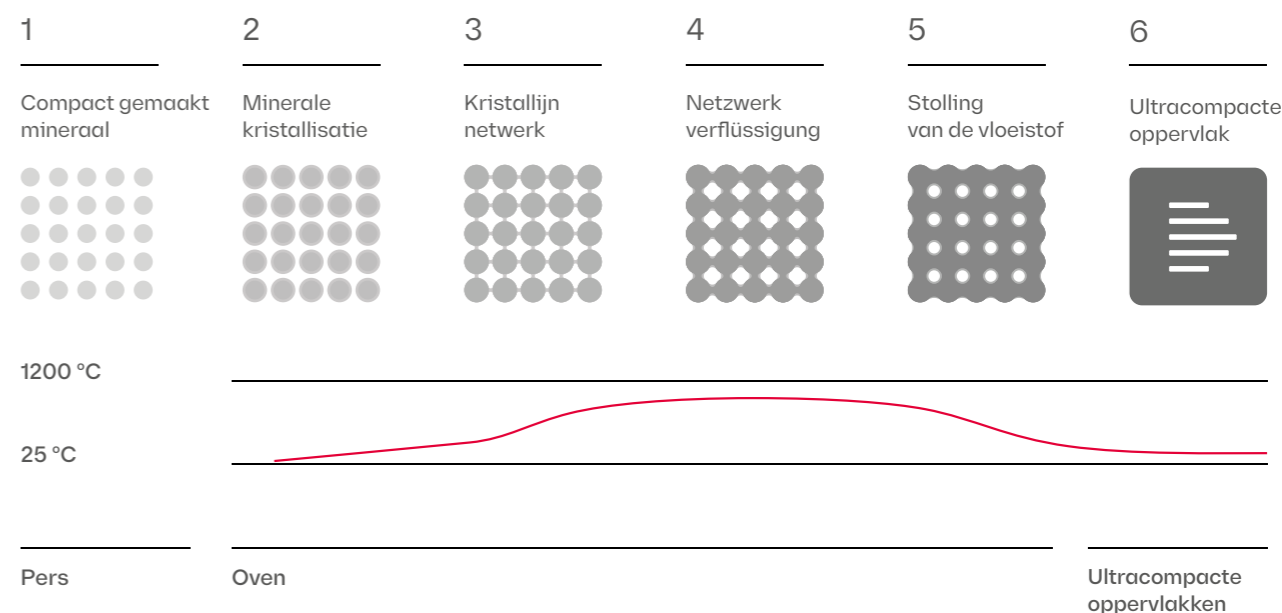 1
2
3
4
5
6
Compact gemaakt
mineraal
Minerale
kristallisatie
Kristallijn
netwerk
Netzwerk
verflüssigung
Stolling
van de vloeistof
Ultracompacte
oppervlak
1200 °C
25 °C
Pers
Oven
Ultracompacte
oppervlakken